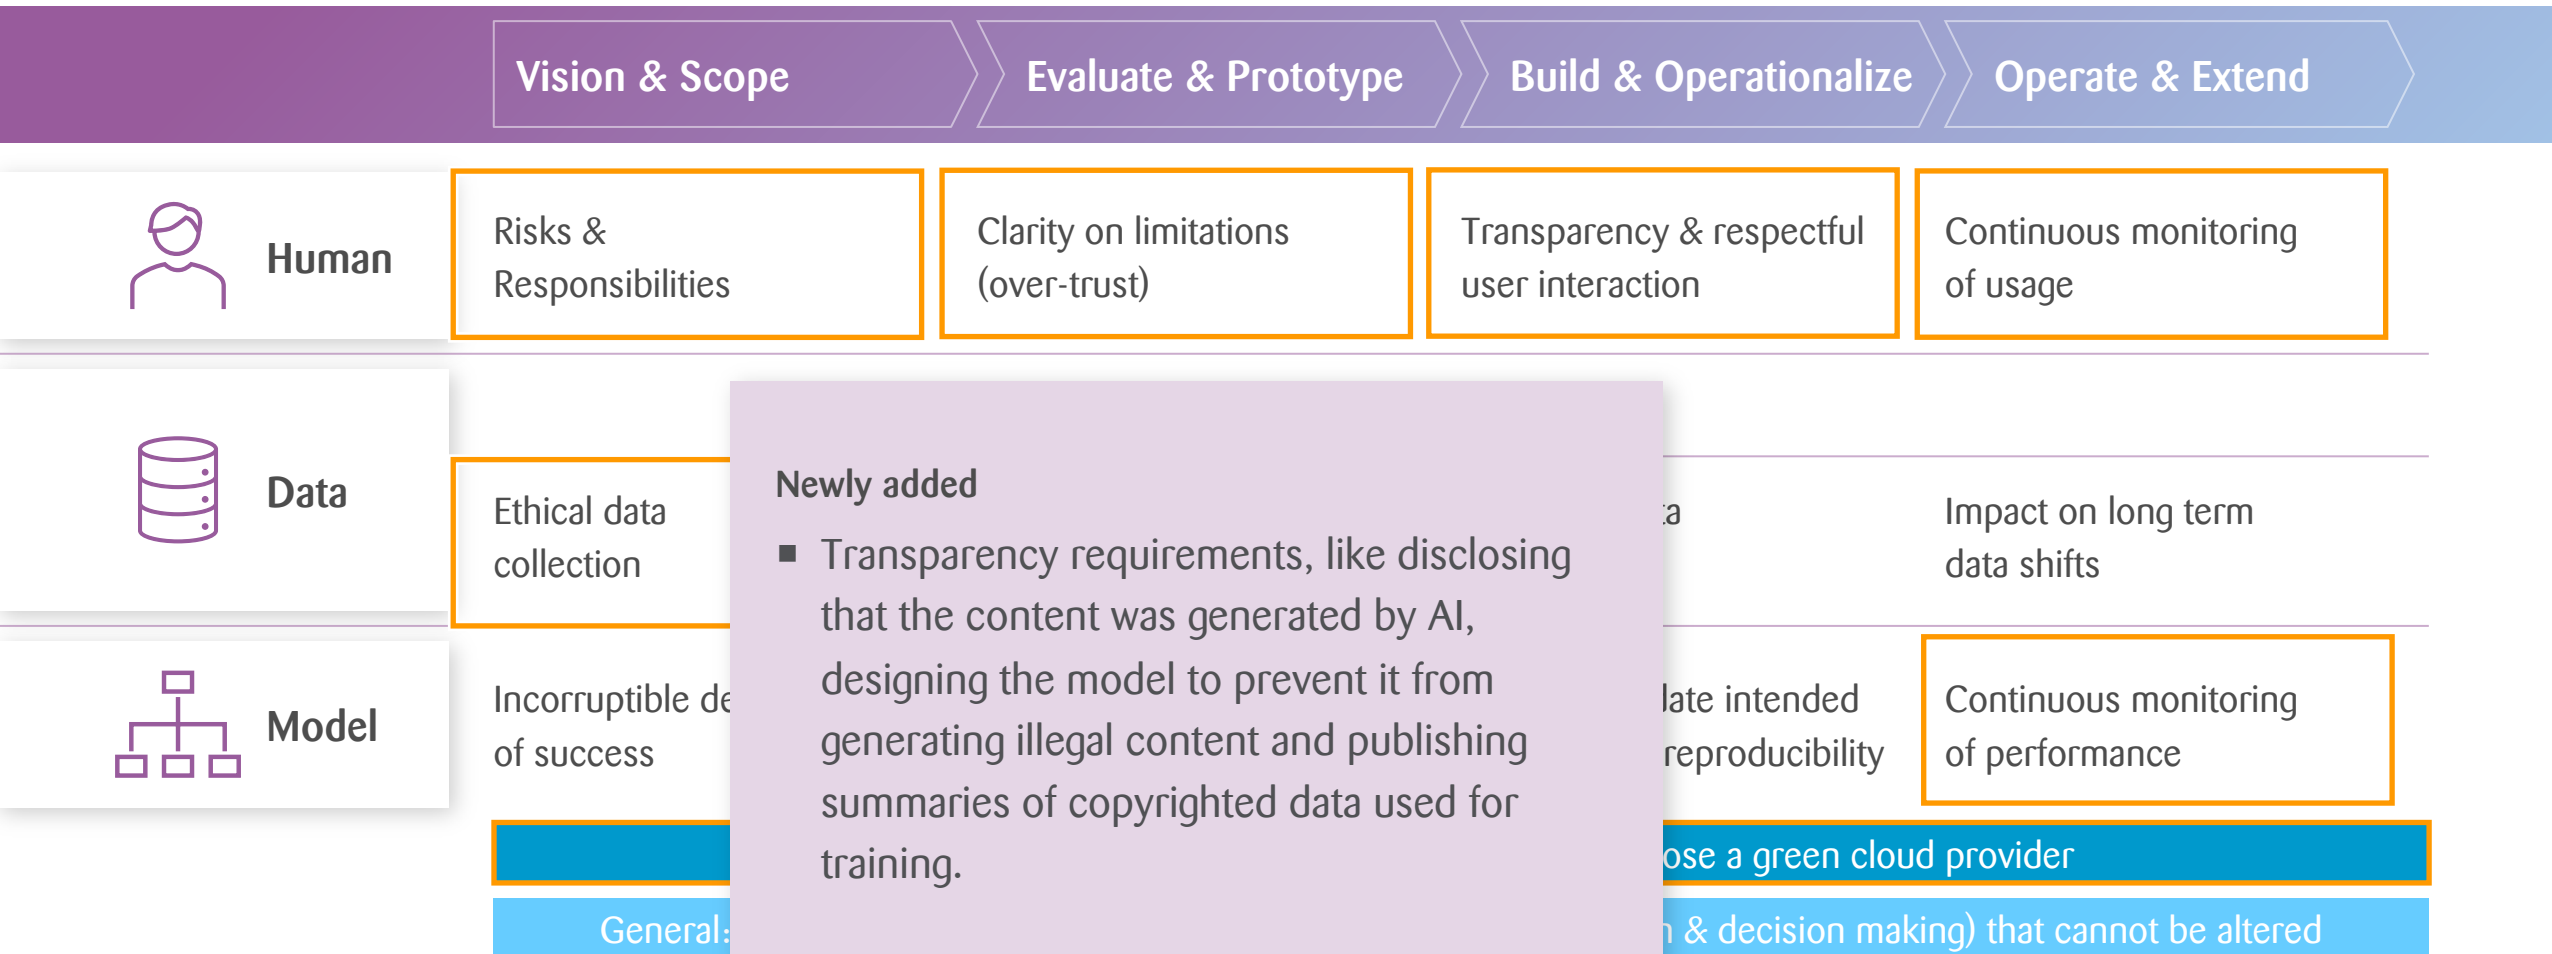 Vision & Scope
Evaluate & Prototype
Build & Operationalize
Operate & Extend
Human
Risks &
Responsibilities
Clarity on limitations
(over-trust)
Transparency & respectful
user interaction
Continuous monitoring
of usage
Data
Ethical data
collection
Impact on long term
data shifts
Model
Incorruptible
of success
intended
reproducibility
Continuous monitoring
of performance
a green cloud provider
General:
& decision making) that cannot be altered
Newly added
▪ Transparency requirements, like disclosing
that the content was generated by AI,
designing the model to prevent it from
generating illegal content and publishing
summaries of copyrighted data used for
training.